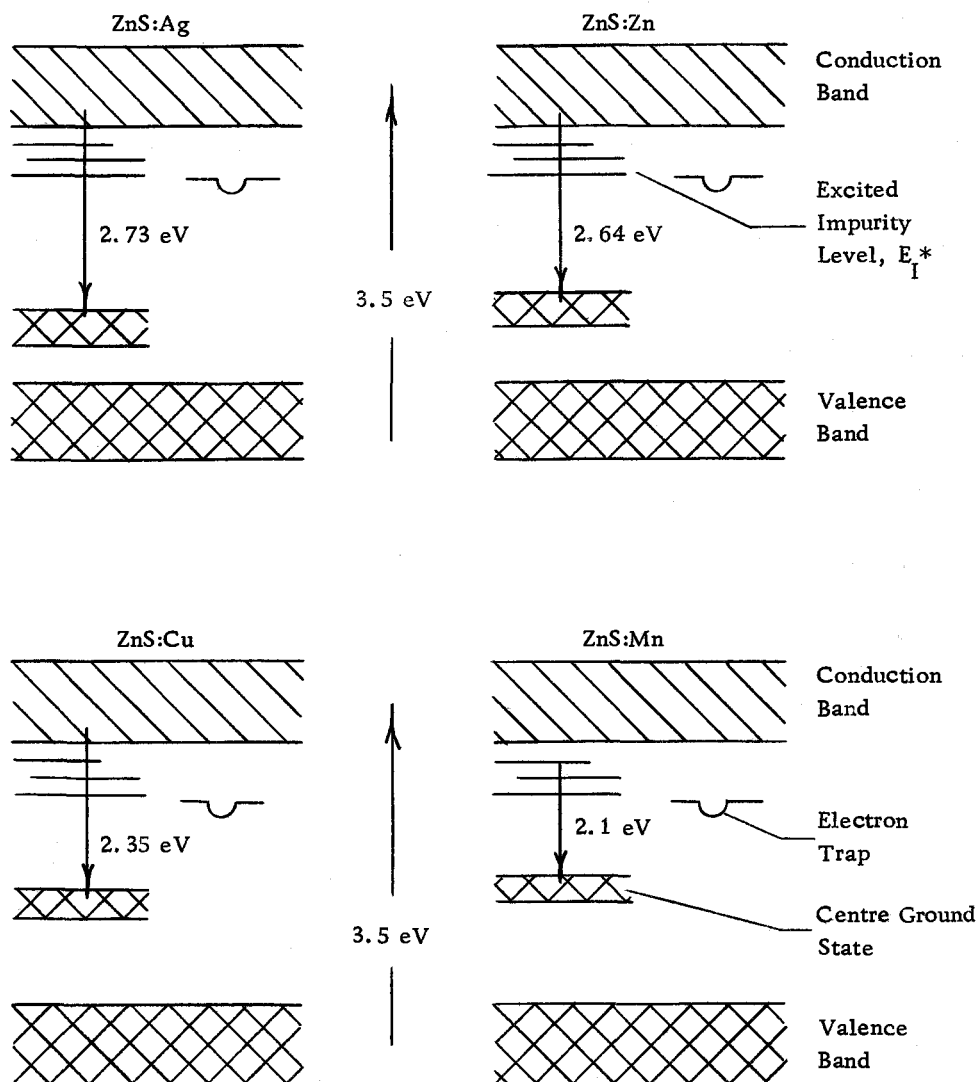 ZnS:Ag
ZnS:Zn
Conduction
Band
2.73 eV
3.5 eV
2.64 eV
Excited
Impurity
Level, E_I*
Valence
Band
ZnS:Cu
ZnS:Mn
Conduction
Band
2.35 eV
3.5 eV
2.1 eV
Electron
Trap
Centre Ground
State
Valence
Band